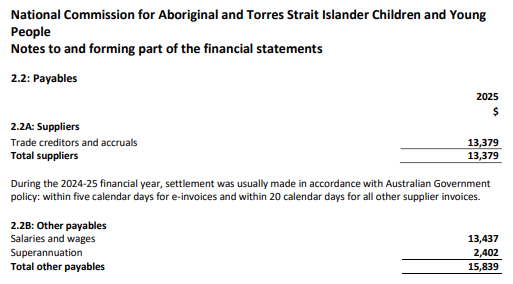 National Commission for Aboriginal and Torres Strait Islander Children and Young
People
Notes to and forming part of the financial statements
2.2: Payables
2025
$
2.2A: Suppliers
Trade creditors and accruals 13,379
Total suppliers 13,379
During the 2024-25 financial year, settlement was usually made in accordance with Australian Government
policy: within five calendar days for e-invoices and within 20 calendar days for all other supplier invoices.
2.2B: Other payables
Salaries and wages 13,437
Superannuation 2,402
Total other payables 15,839